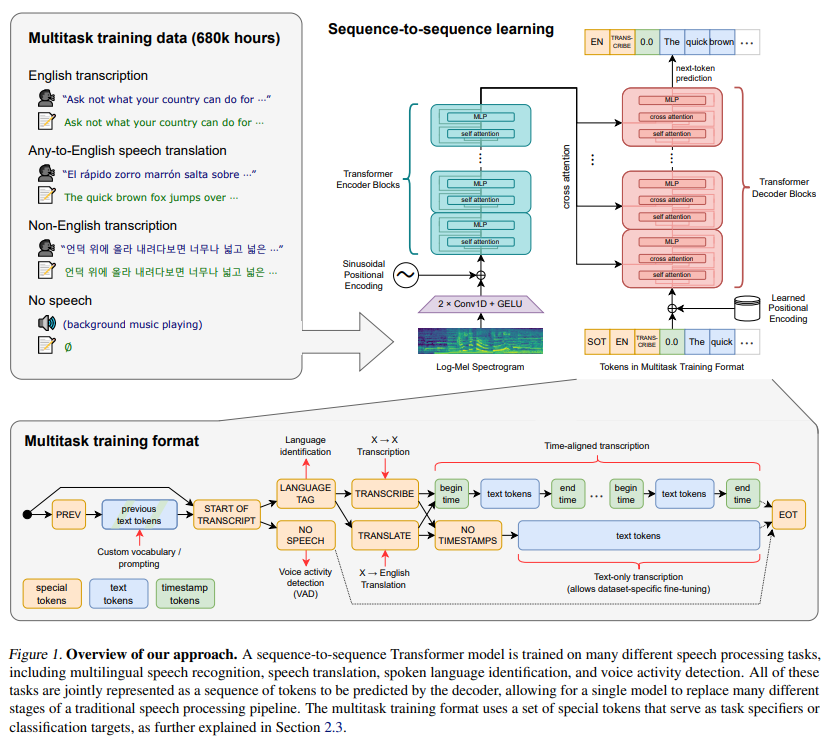 Multitask training data (680k hours)
English transcription
“Ask not what your country can do for ⋯”
Ask not what your country can do for ⋯
Any-to-English speech translation
“El rápido zorro marrón salta sobre ⋯”
The quick brown fox jumps over ⋯
Non-English transcription
“언덕 위에 올라 내려다보면 너무나 넓고 넓은 ⋯”
언덕 위에 올라 내려다보면 너무나 넓고 넓은 ⋯
No speech
(background music playing)
∅
Sequence-to-sequence learning
EN TRANS-CRIBE 0.0 The quick brown ⋯
next-token
prediction
MLP
self attention
⋮
MLP
self attention
MLP
self attention
Transformer
Encoder Blocks
cross attention
⋮
MLP
cross attention
self attention
⋮
MLP
cross attention
self attention
MLP
cross attention
self attention
Transformer
Decoder Blocks
Sinusoidal
Positional
Encoding
2 × Conv1D + GELU
Log-Mel Spectrogram
Learned
Positional
Encoding
SOT EN TRANS-CRIBE 0.0 The quick ⋯
Tokens in Multitask Training Format
Multitask training format
Language
identification
X → X
Transcription
Time-aligned transcription
PREV
previous
text tokens
START OF
TRANSCRIPT
LANGUAGE
TAG
NO
SPEECH
TRANSCRIBE
TRANSLATE
begin
time
text tokens
end
time
⋯
begin
time
text tokens
end
time
NO
TIMESTAMPS
text tokens
EOT
Custom vocabulary /
prompting
Voice activity
detection
(VAD)
X → English
Translation
Text-only transcription
(allows dataset-specific fine-tuning)
special
tokens
text
tokens
timestamp
tokens
Figure 1. Overview of our approach. A sequence-to-sequence Transformer model is trained on many different speech processing tasks,
including multilingual speech recognition, speech translation, spoken language identification, and voice activity detection. All of these
tasks are jointly represented as a sequence of tokens to be predicted by the decoder, allowing for a single model to replace many different
stages of a traditional speech processing pipeline. The multitask training format uses a set of special tokens that serve as task specifiers or
classification targets, as further explained in Section 2.3.